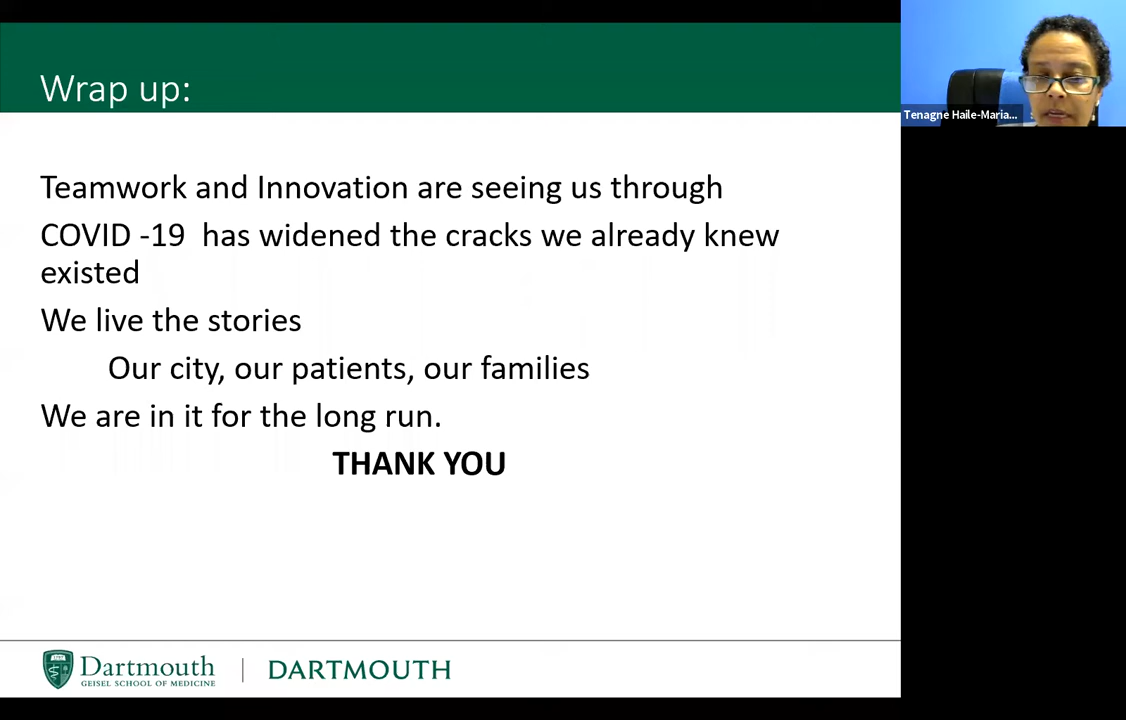 Wrap up:
Tenagne Haile-Maria...
Teamwork and Innovation are seeing us through
COVID -19  has widened the cracks we already knew
existed
We live the stories
Our city, our patients, our families
We are in it for the long run.
THANK YOU
Dartmouth
GEISEL SCHOOL OF MEDICINE
DARTMOUTH